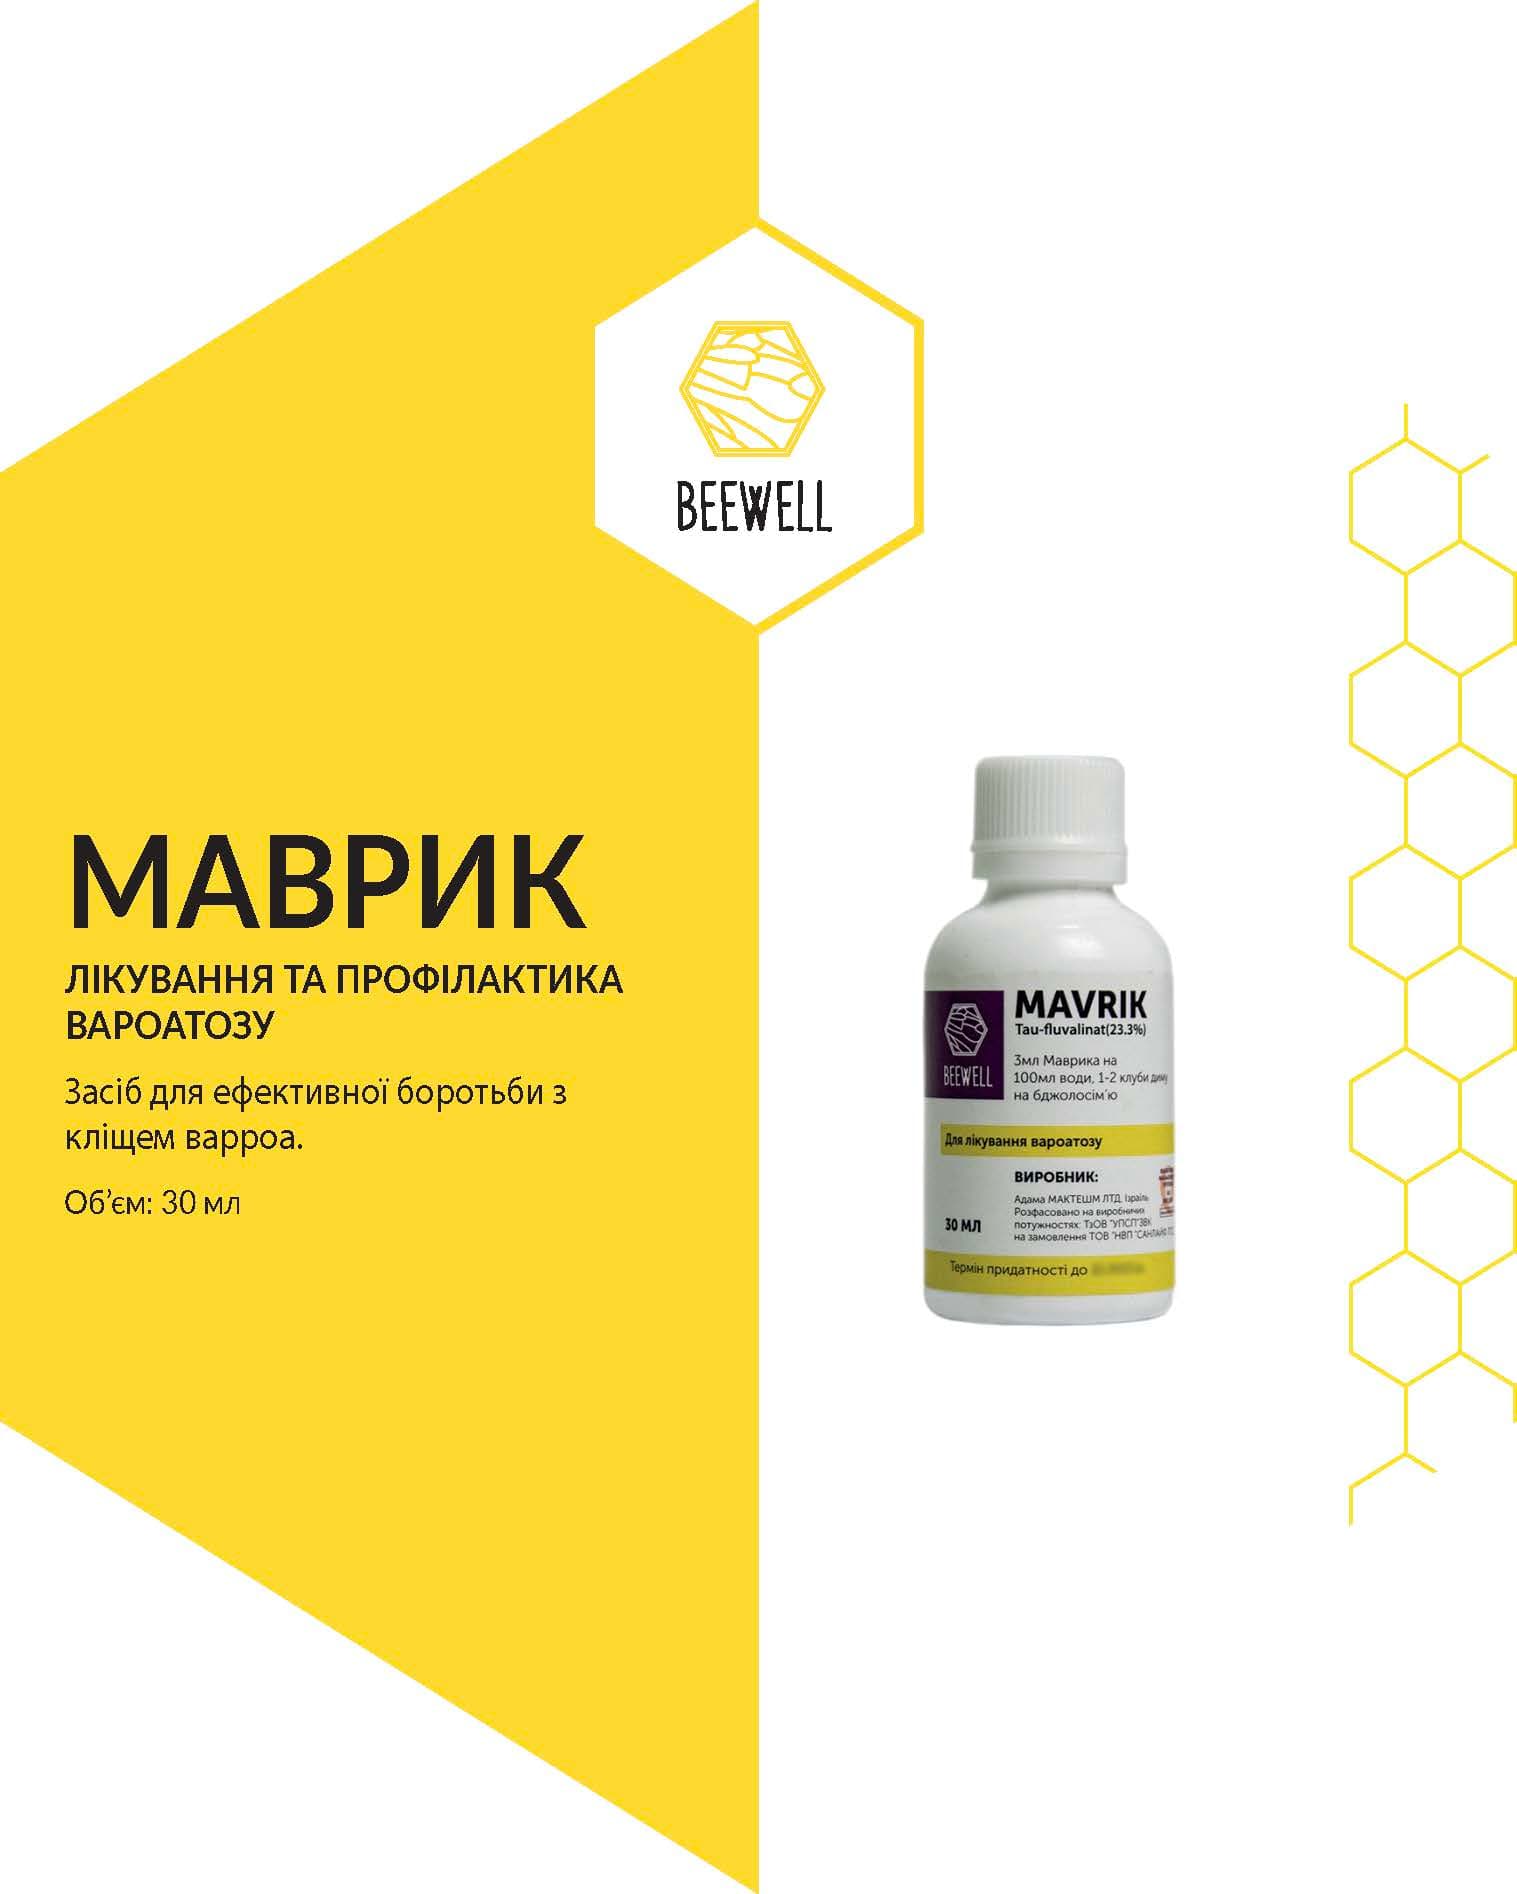 BEEWELL
МАВРИК
ЛІКУВАННЯ ТА ПРОФІЛАКТИКА
ВАРОАТОЗУ
Засіб для ефективної боротьби з
кліщем варроа.
Об’єм: 30 мл
BEEWELL
MAVRIK
Tau-fluvalinat(23.3%)
3мл Маврика на
100мл води, 1-2 клуби диму
на бджолосім'ю
Для лікування вароатозу
ВИРОБНИК:
Адама МАКТЕШМ ЛТД, Ізраїль
Розфасовано на виробничих
потужностях: ТзОВ "УПСП"ЗВК
на замовлення ТОВ "НВП "САНЛАЙФ
30 МЛ
Термін придатності до